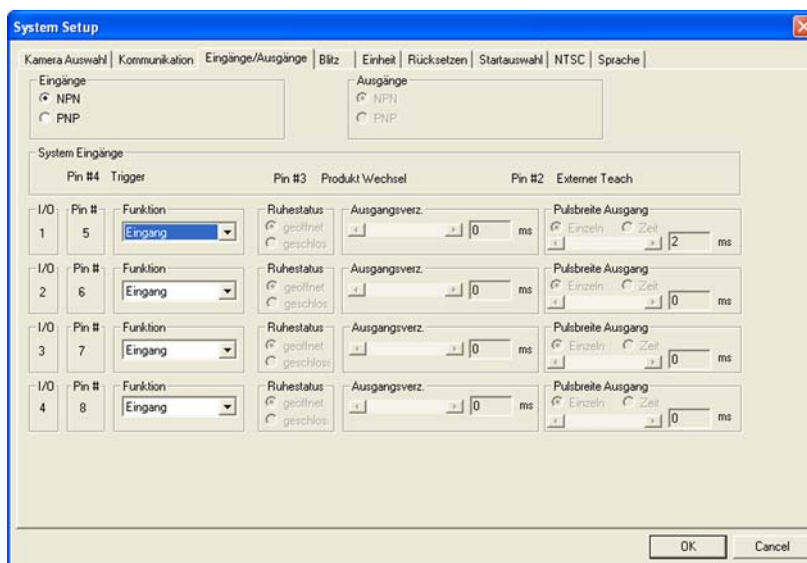 System Setup
Kamera Auswahl Kommunikation Eingänge/Ausgänge Blitz Einheit Rücksetzen Startauswahl NTSC Sprache
Eingänge
NPN
PNP
Ausgänge
NPN
PNP
System Eingänge
Pin #4 Trigger Pin #3 Produkt Wechsel Pin #2 Externer Teach
I/O Pin # Funktion Ruhestatus Ausgangsverz. Pulsbreite Ausgang
1 5 Eingang geöffnet 0 ms Einzeln Zeit
geschlos 2 ms
I/O Pin # Funktion Ruhestatus Ausgangsverz. Pulsbreite Ausgang
2 6 Eingang geöffnet 0 ms Einzeln Zeit
geschlos 0 ms
I/O Pin # Funktion Ruhestatus Ausgangsverz. Pulsbreite Ausgang
3 7 Eingang geöffnet 0 ms Einzeln Zeit
geschlos 0 ms
I/O Pin # Funktion Ruhestatus Ausgangsverz. Pulsbreite Ausgang
4 8 Eingang geöffnet 0 ms Einzeln Zeit
geschlos 0 ms
OK Cancel